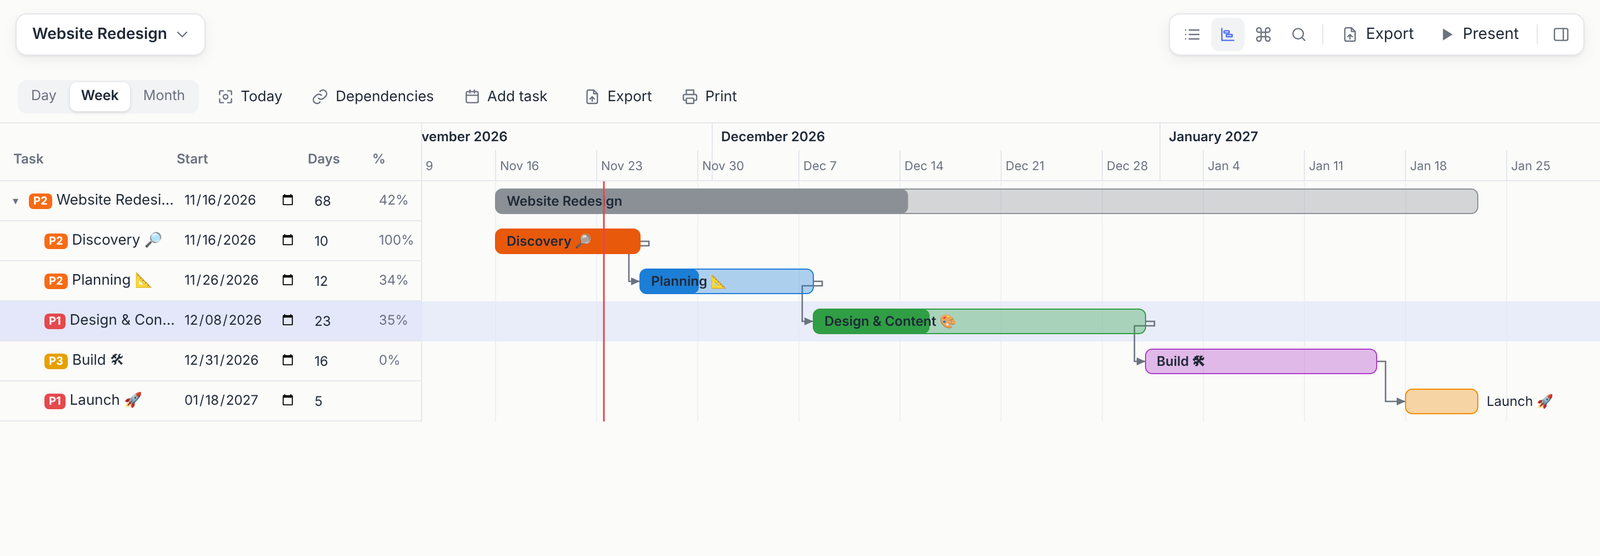 Website Redesign
Export
Present
Day
Week
Month
Today
Dependencies
Add task
Export
Print
Task
Start
Days
%
vember 2026
December 2026
January 2027
9
Nov 16
Nov 23
Nov 30
Dec 7
Dec 14
Dec 21
Dec 28
Jan 4
Jan 11
Jan 18
Jan 25
P2 Website Redesi... 11/16/2026 68 42%
Website Redesign
P2 Discovery 🔎 11/16/2026 10 100%
Discovery 🔎
P2 Planning 📐 11/26/2026 12 34%
Planning 📐
P1 Design & Con... 12/08/2026 23 35%
Design & Content 🎨
P3 Build 🛠 12/31/2026 16 0%
Build 🛠
P1 Launch 🚀 01/18/2027 5
Launch 🚀